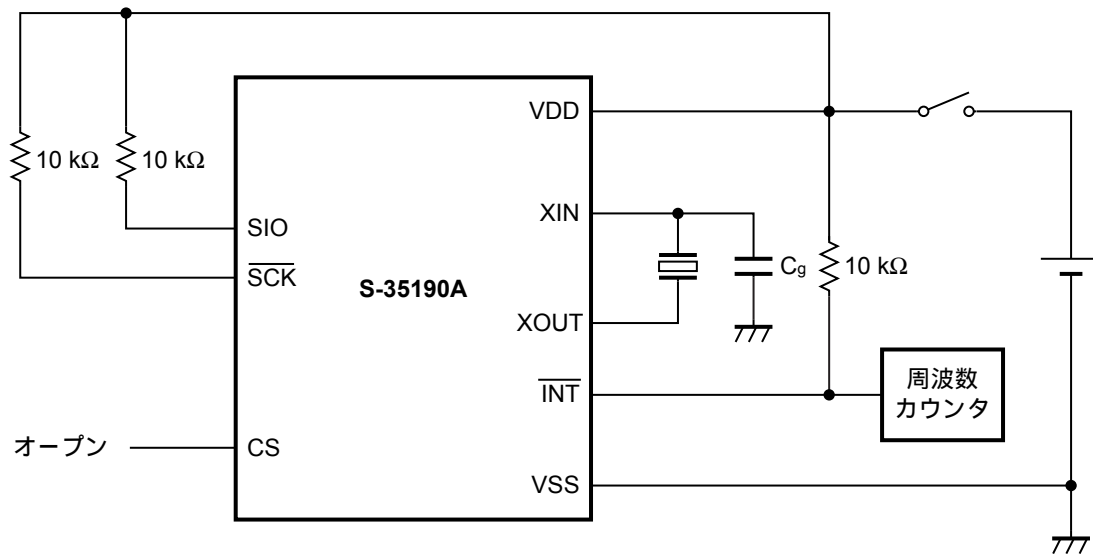 VDD
10 kΩ
10 kΩ
XIN
SIO
SCK
Cg
10 kΩ
S-35190A
XOUT
INT
周波数
カウンタ
オープン
CS
VSS